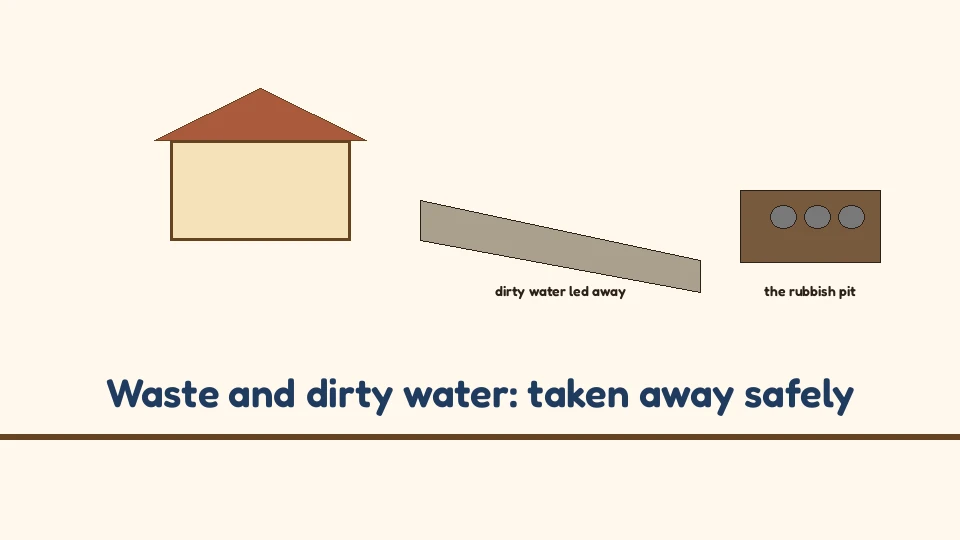 dirty water led away
the rubbish pit
Waste and dirty water: taken away safely